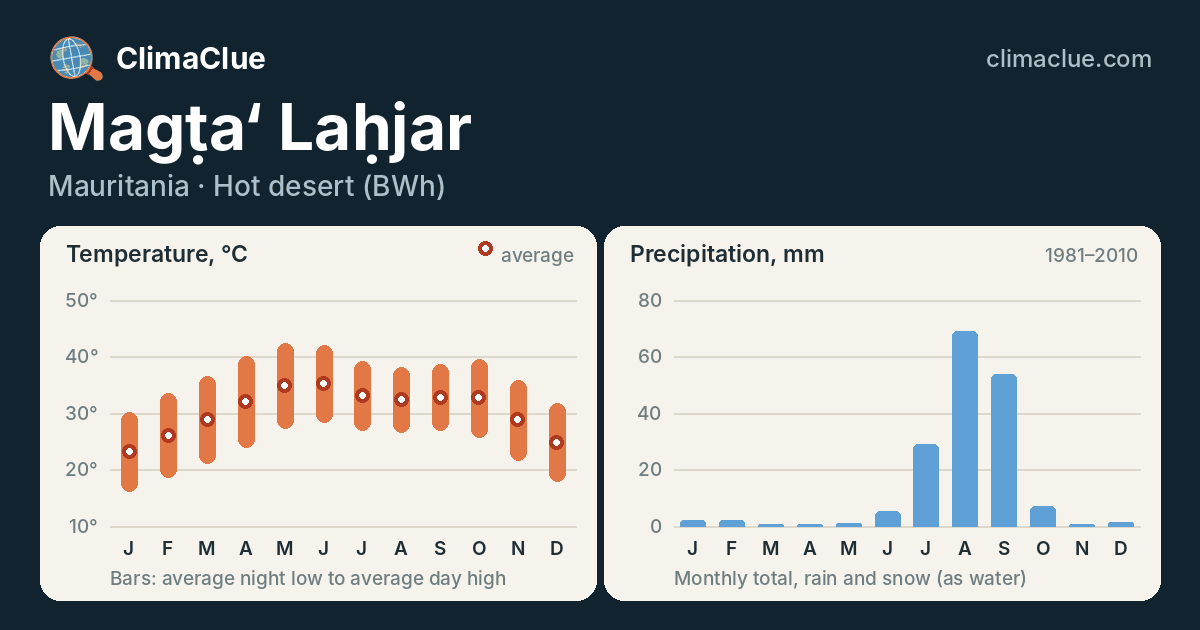 ClimaClue
climaclue.com
Magṭa‘ Laḥjar
Mauritania · Hot desert (BWh)
Temperature, °C
average
50°
40°
30°
20°
10°
J F M A M J J A S O N D
Bars: average night low to average day high
Precipitation, mm
1981–2010
80
60
40
20
0
J F M A M J J A S O N D
Monthly total, rain and snow (as water)